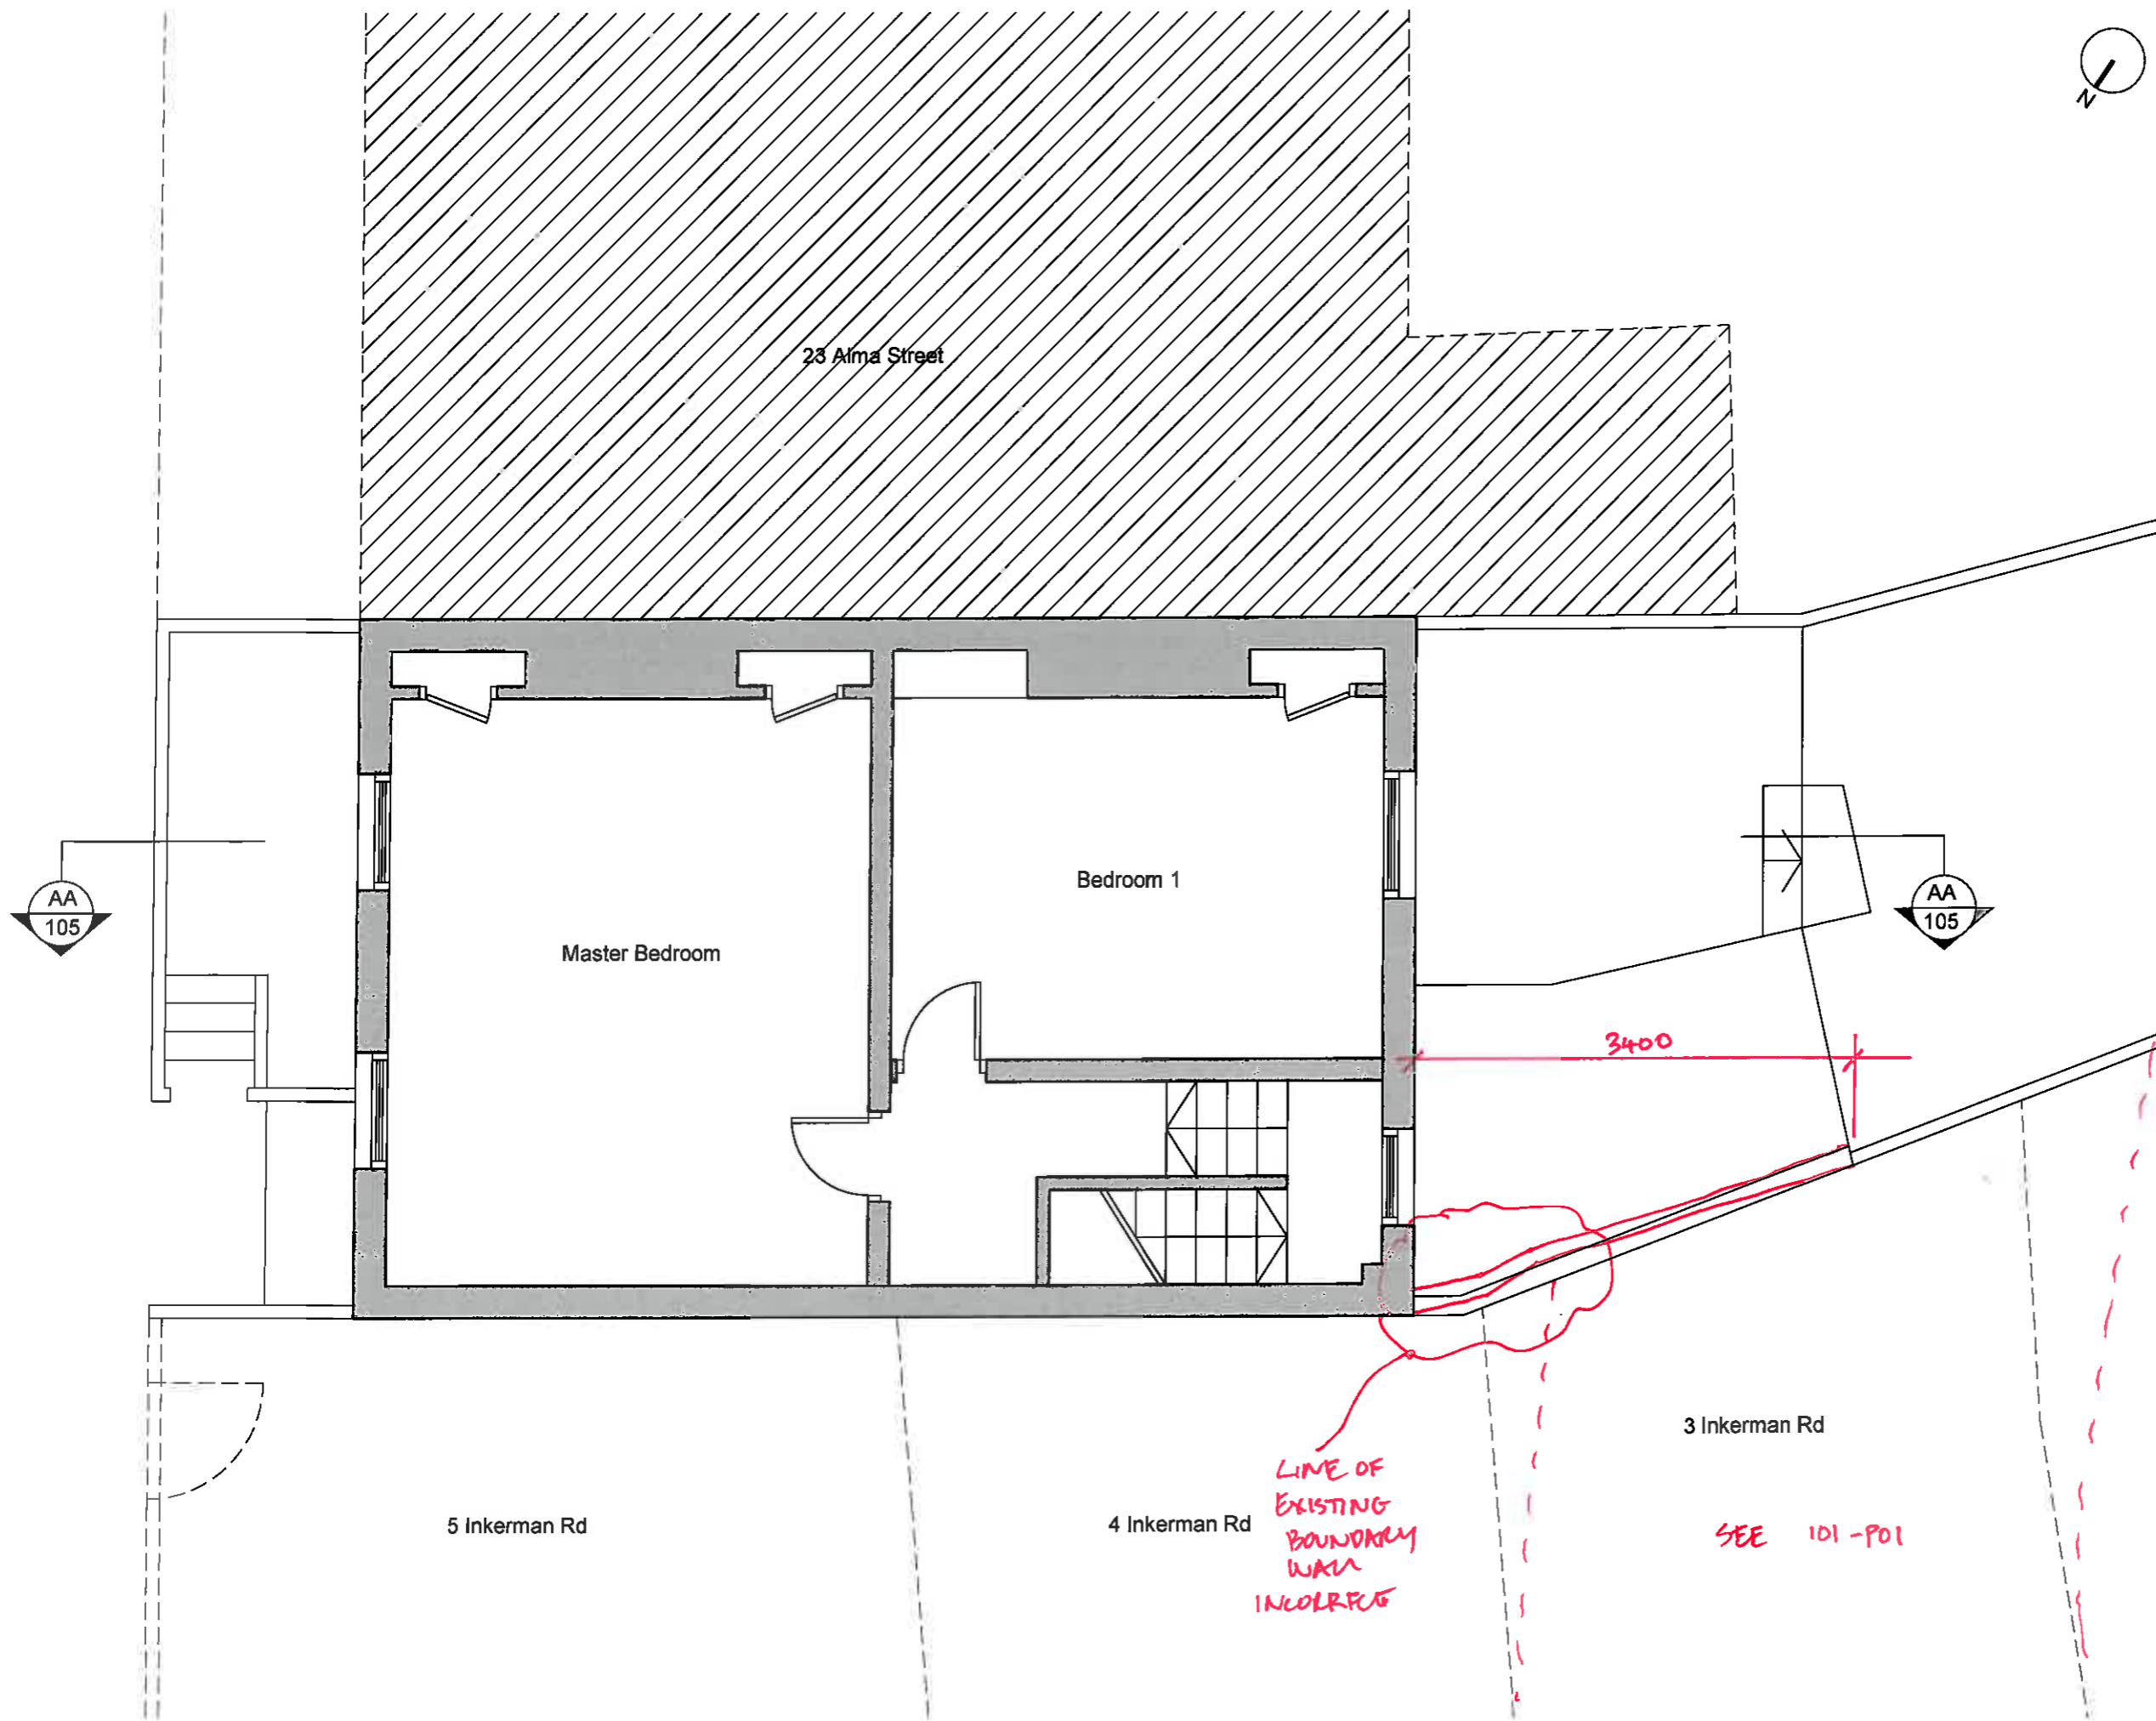 N
23 Alma Street
Bedroom 1
AA
105
AA
105
Master Bedroom
3400
3 Inkerman Rd
LINE OF
EXISTING
BOUNDARY
WALL
INCORRECT
5 Inkerman Rd
4 Inkerman Rd
SEE 101-P01